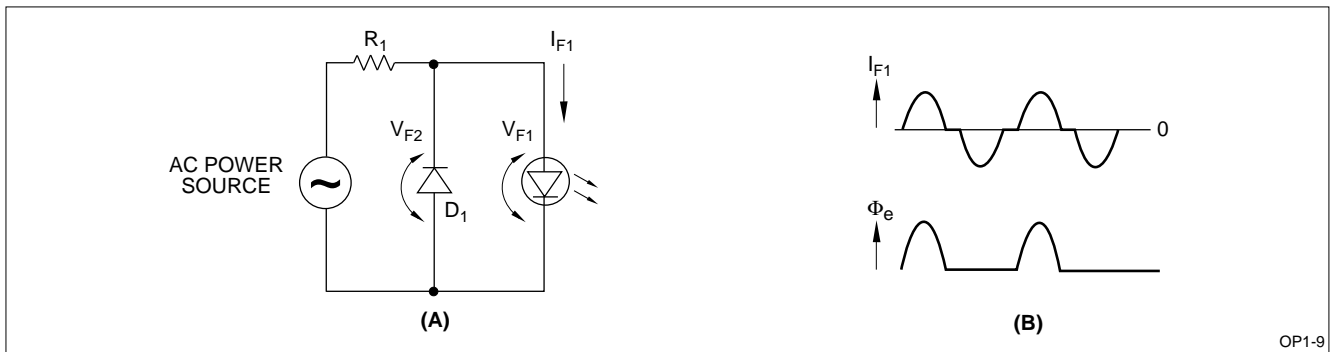 R1
IF1
VF2
VF1
AC POWER
SOURCE
~
D1
(A)
IF1
0
Φe
(B)
OP1-9